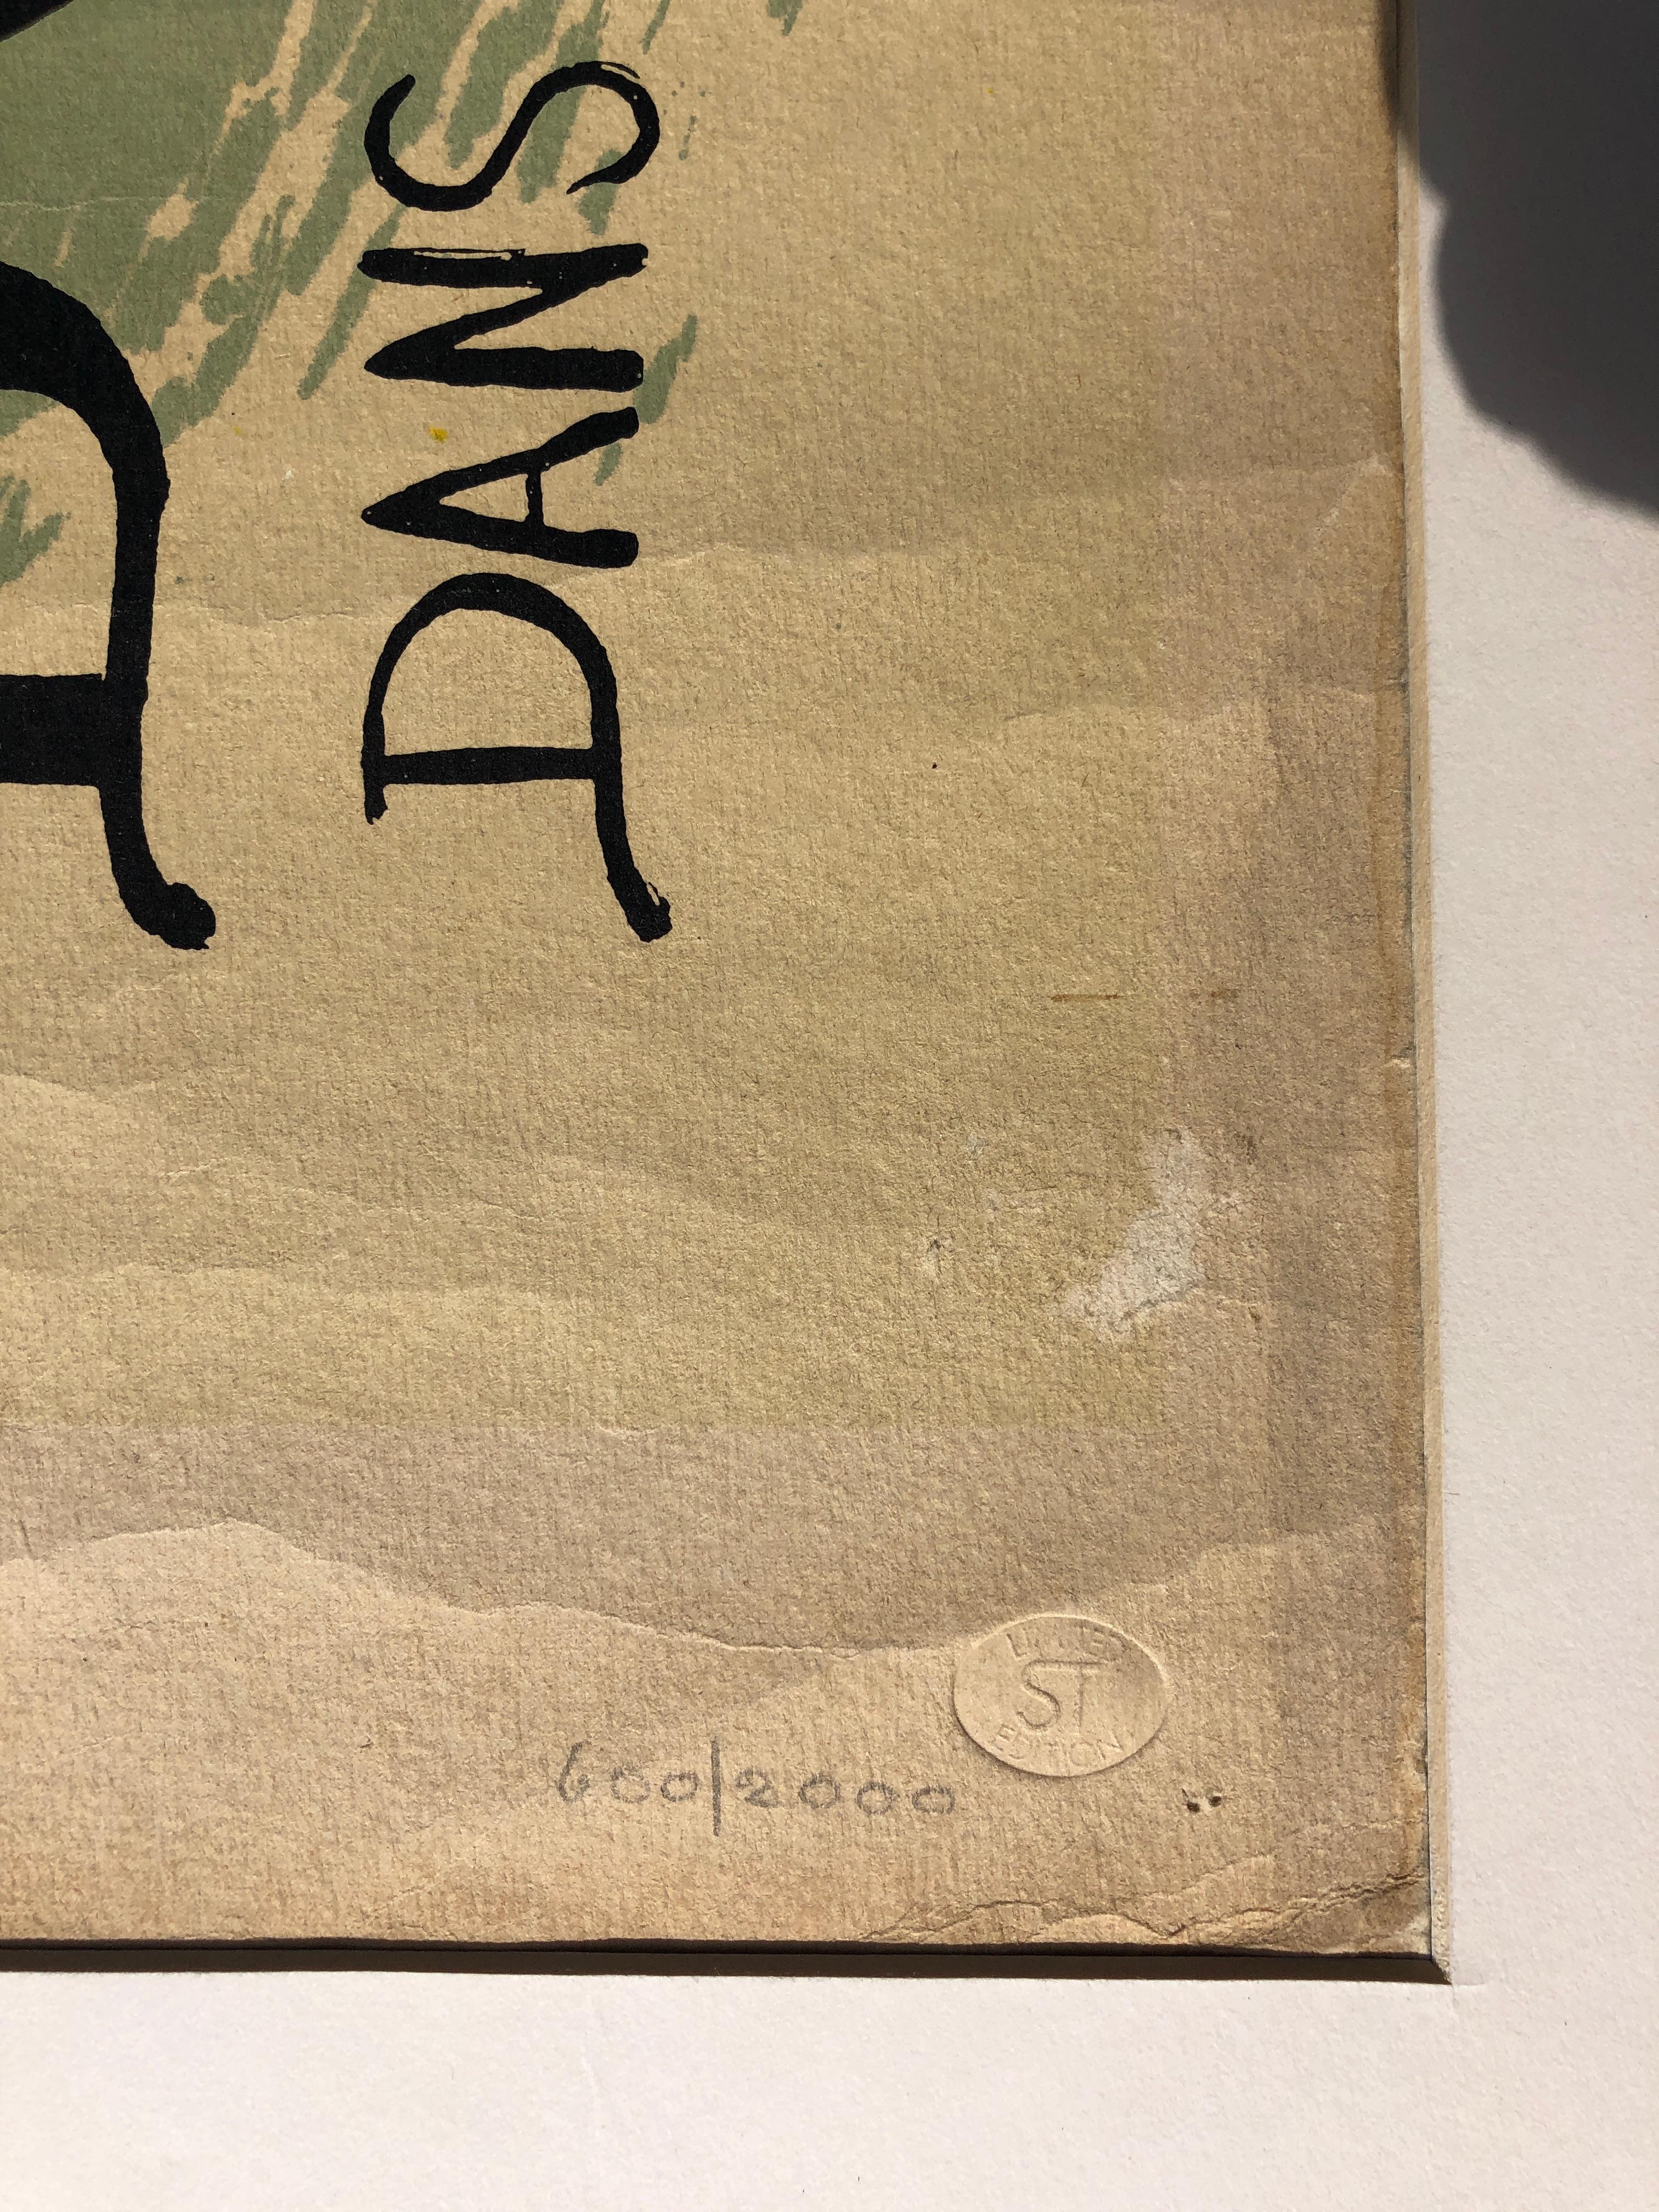 D
DANS
LIMITED
ST
EDITION
600/2000